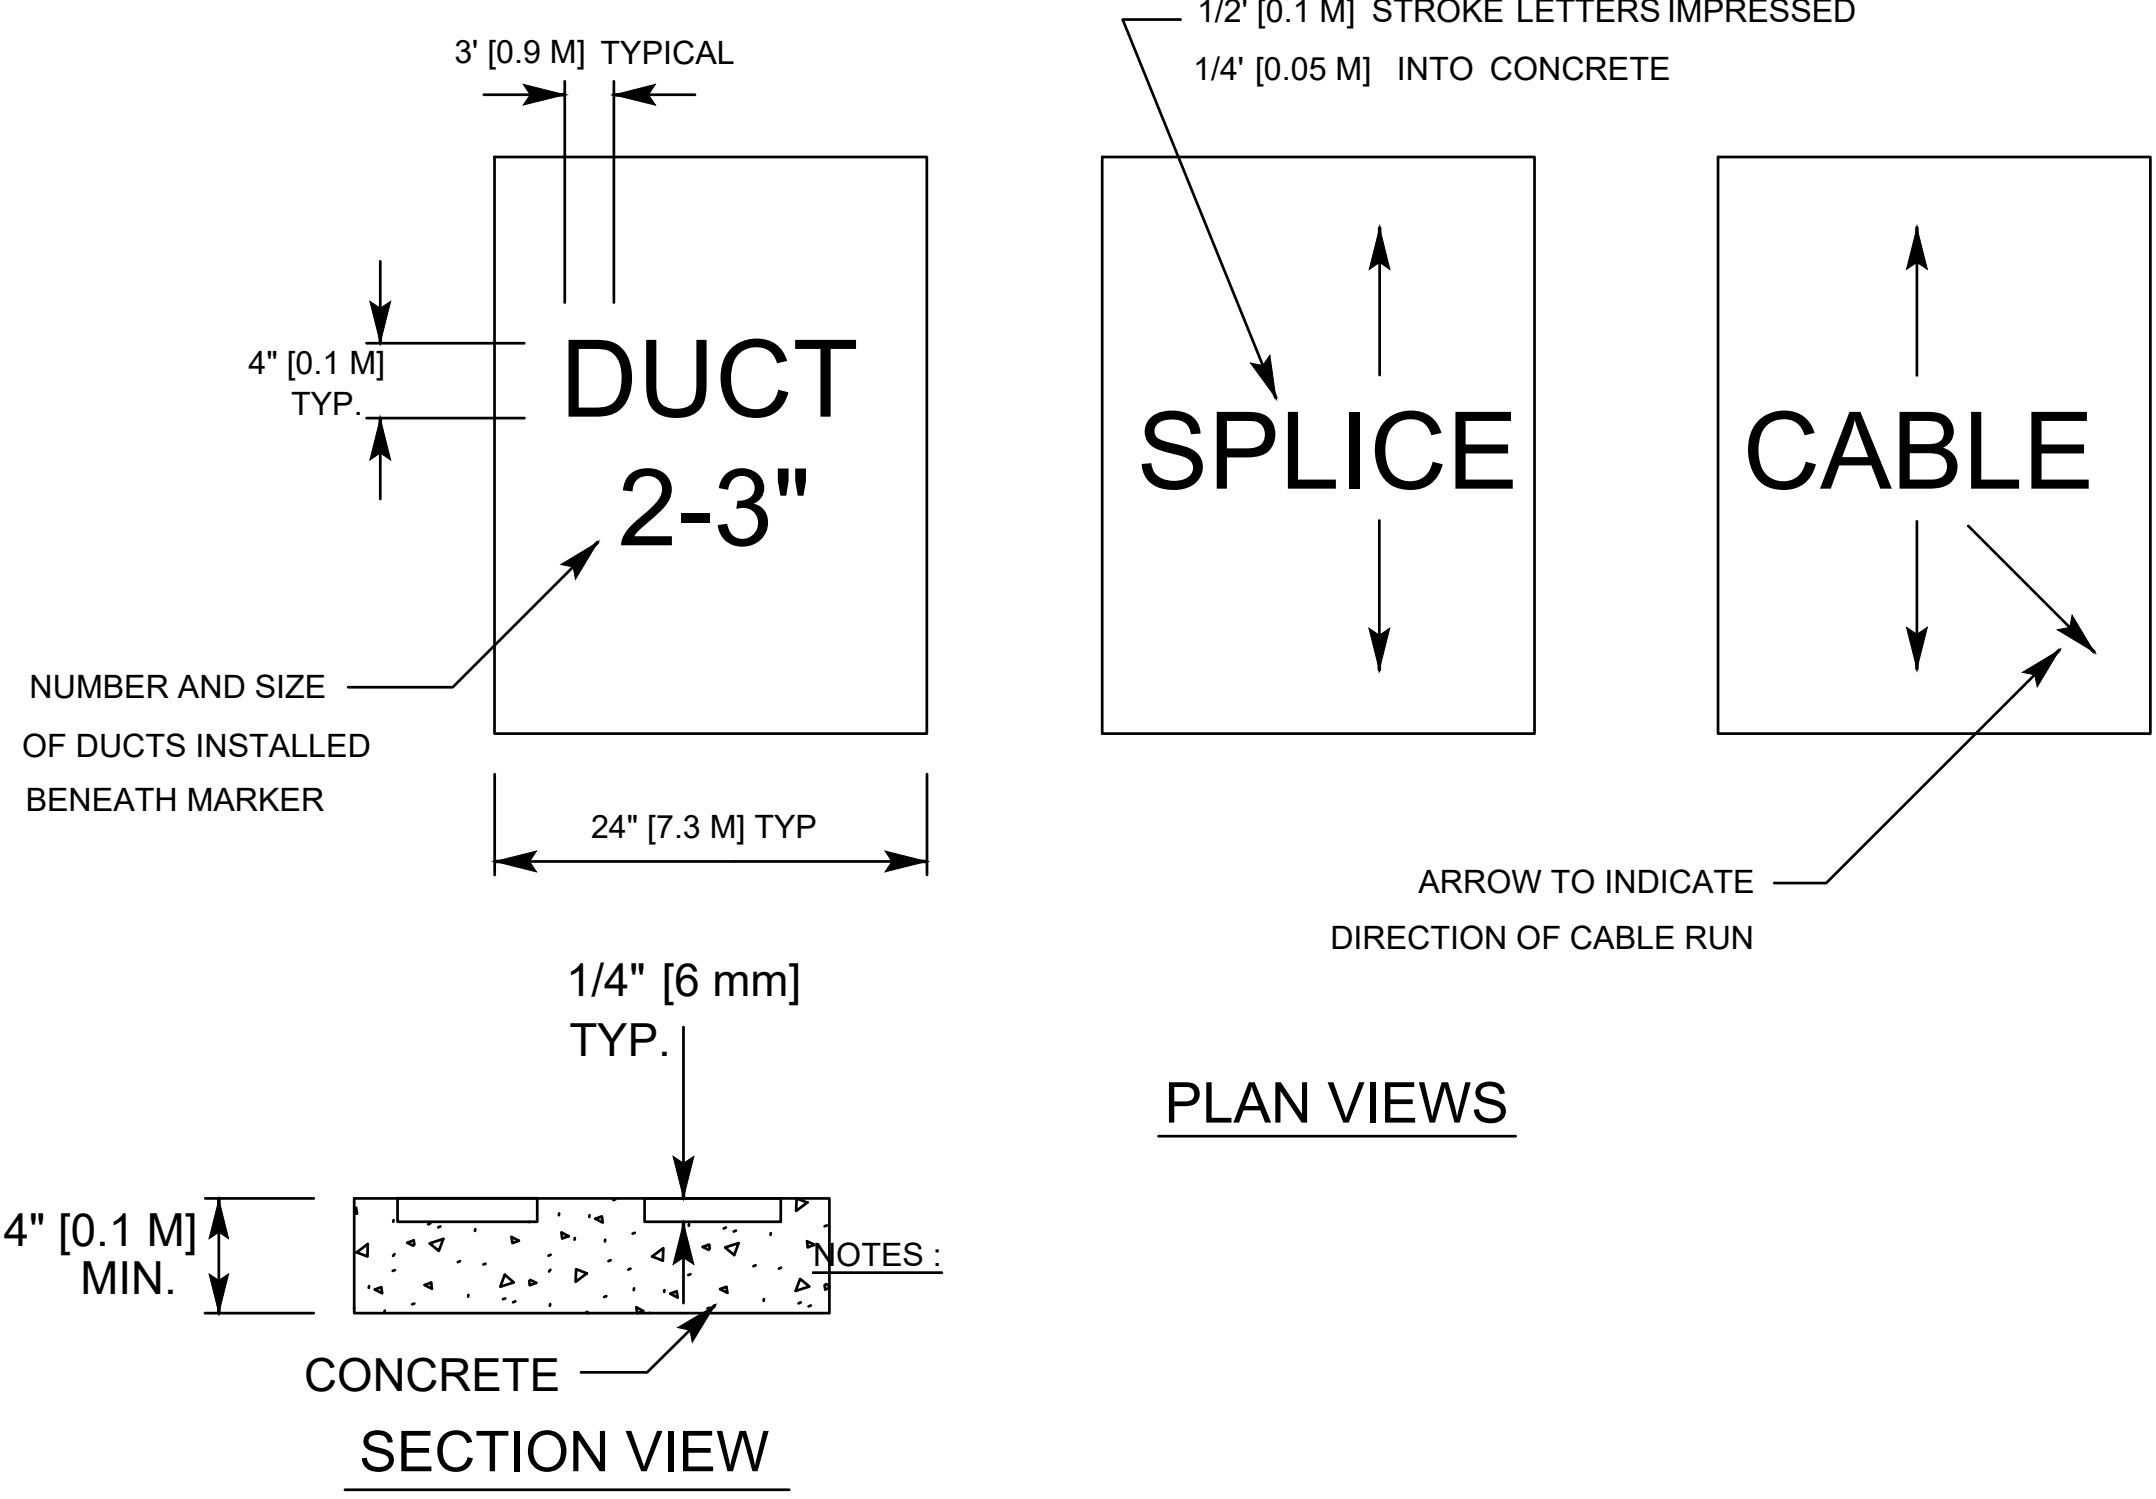 1/2' [0.1 M] STROKE LETTERS IMPRESSED
1/4' [0.05 M] INTO CONCRETE
3' [0.9 M] TYPICAL
4" [0.1 M]
TYP.
DUCT
2-3"
SPLICE
CABLE
NUMBER AND SIZE
OF DUCTS INSTALLED
BENEATH MARKER
24" [7.3 M] TYP
ARROW TO INDICATE
DIRECTION OF CABLE RUN
1/4" [6 mm]
TYP.
PLAN VIEWS
4" [0.1 M]
MIN.
NOTES :
CONCRETE
SECTION VIEW